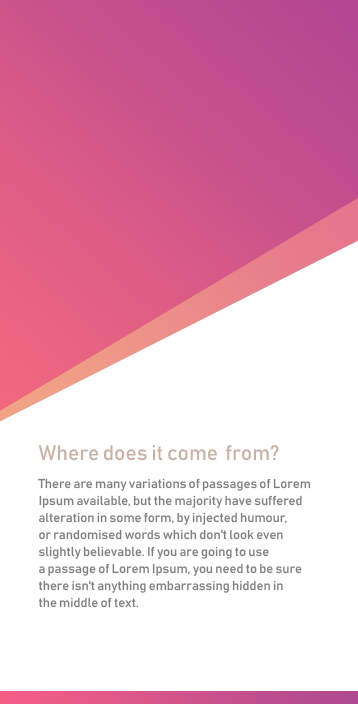 Where does it come from?
There are many variations of passages of Lorem
Ipsum available, but the majority have suffered
alteration in some form, by injected humour,
or randomised words which don't look even
slightly believable. If you are going to use
a passage of Lorem Ipsum, you need to be sure
there isn't anything embarrassing hidden in
the middle of text.